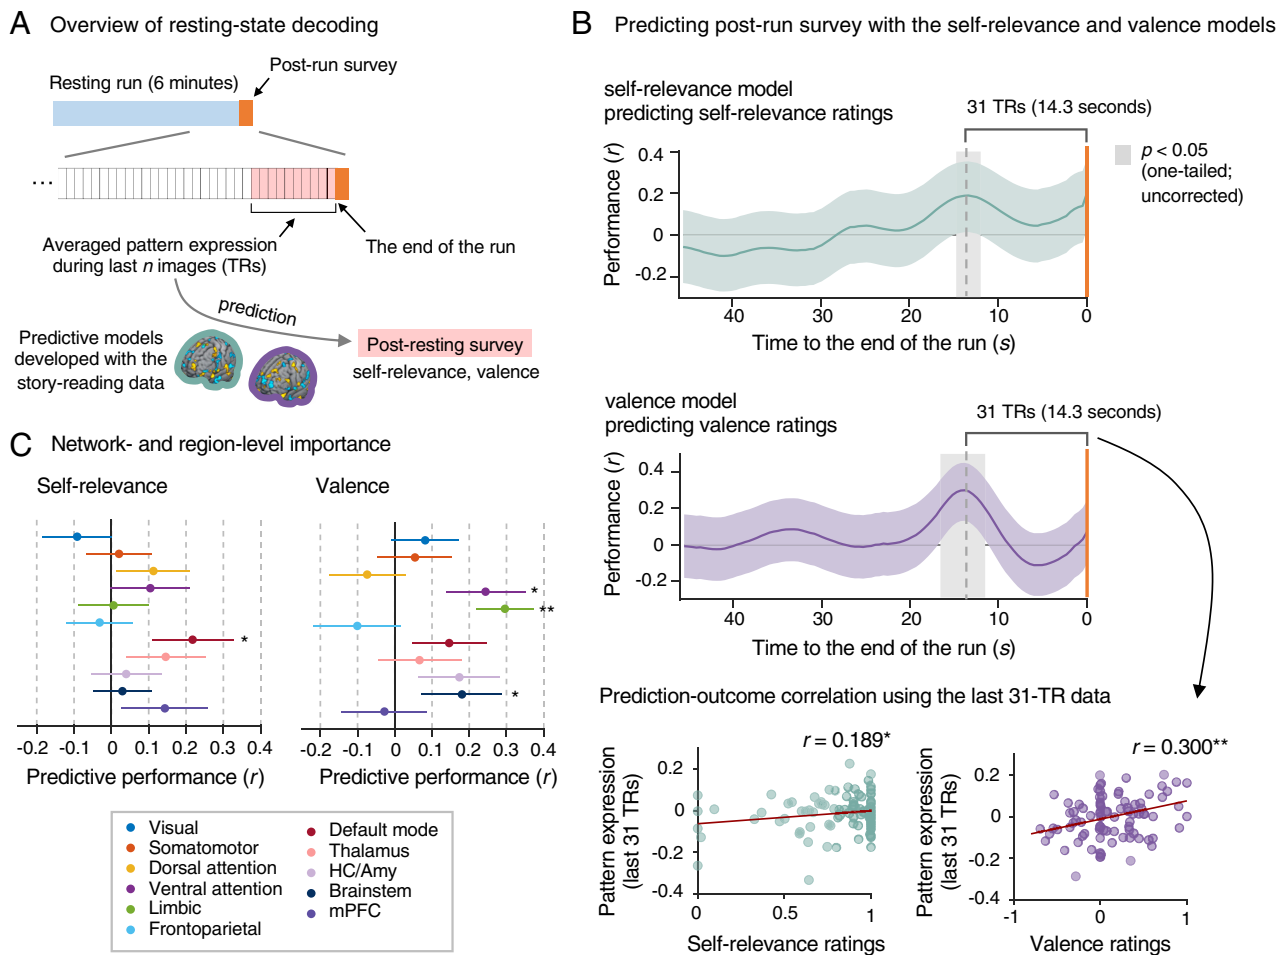 A Overview of resting-state decoding
Resting run (6 minutes)
Post-run survey
...
Averaged pattern expression
during last n images (TRs)
The end of the run
prediction
Predictive models
developed with the
story-reading data
Post-resting survey
self-relevance, valence
B Predicting post-run survey with the self-relevance and valence models
self-relevance model
predicting self-relevance ratings
31 TRs (14.3 seconds)
p < 0.05
(one-tailed;
uncorrected)
Performance (r)
0.4
0.2
0
-0.2
40 30 20 10 0
Time to the end of the run (s)
valence model
predicting valence ratings
31 TRs (14.3 seconds)
Performance (r)
0.4
0.2
0
-0.2
40 30 20 10 0
Time to the end of the run (s)
Prediction-outcome correlation using the last 31-TR data
r = 0.189*
Pattern expression
(last 31 TRs)
0.2
0
-0.2
-0.4
0 0.5 1
Self-relevance ratings
r = 0.300**
Pattern expression
(last 31 TRs)
0.2
0
-0.2
-0.4
-1 0 1
Valence ratings
C Network- and region-level importance
Self-relevance
*
-0.2 -0.1 0 0.1 0.2 0.3 0.4
Predictive performance (r)
Valence
*
**
*
-0.2 -0.1 0 0.1 0.2 0.3 0.4
Predictive performance (r)
Visual
Somatomotor
Dorsal attention
Ventral attention
Limbic
Frontoparietal
Default mode
Thalamus
HC/Amy
Brainstem
mPFC